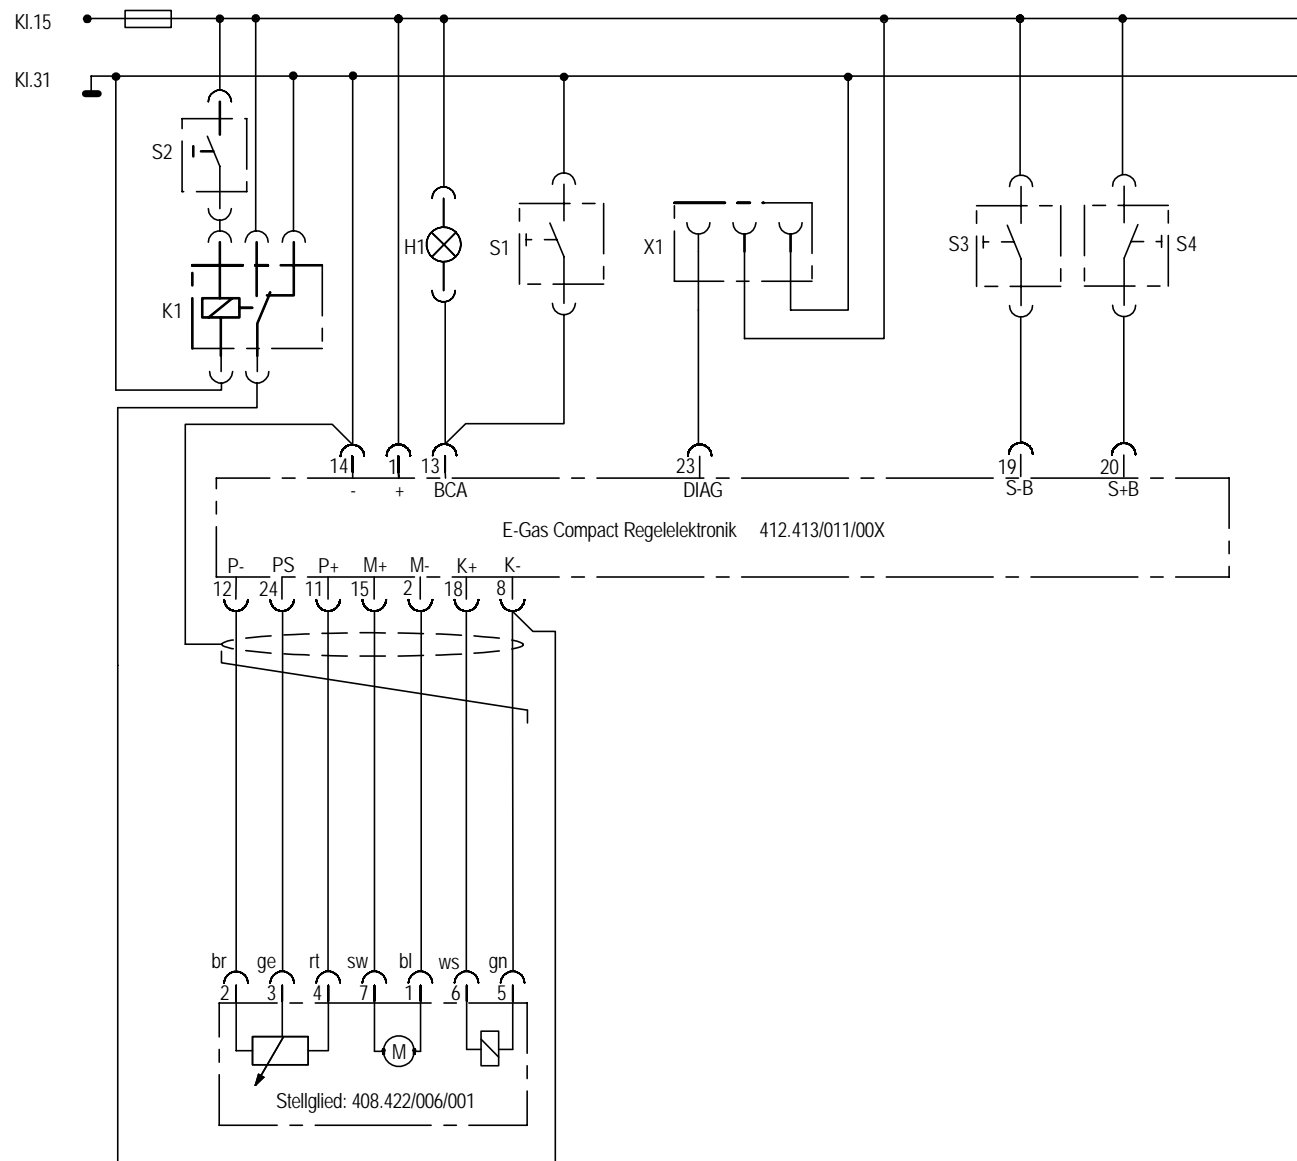 Kl.15
Kl.31
S2
H1
S1
X1
S3
S4
K1
14 1 13 23 19 20
- + BCA DIAG S-B S+B
E-Gas Compact Regelelektronik 412.413/011/00X
P- PS P+ M+ M- K+ K-
12 24 11 15 2 18 8
br ge rt sw bl ws gn
2 3 4 7 1 6 5
M
Stellglied: 408.422/006/001